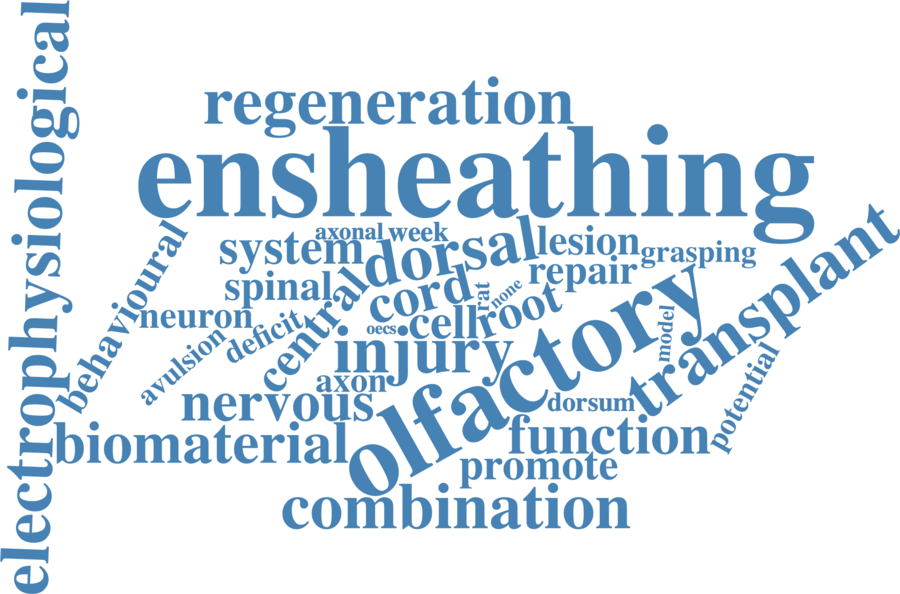 electrophysiological
regeneration
ensheathing
behavioural
system
axonal
week
dorsal
lesion
grasping
transplant
spinal
central
cord
rat
none
repair
neuron
avulsion
deficit
oecs
cell
root
model
injury
olfactory
axon
nervous
dorsum
potential
biomaterial
function
promote
combination